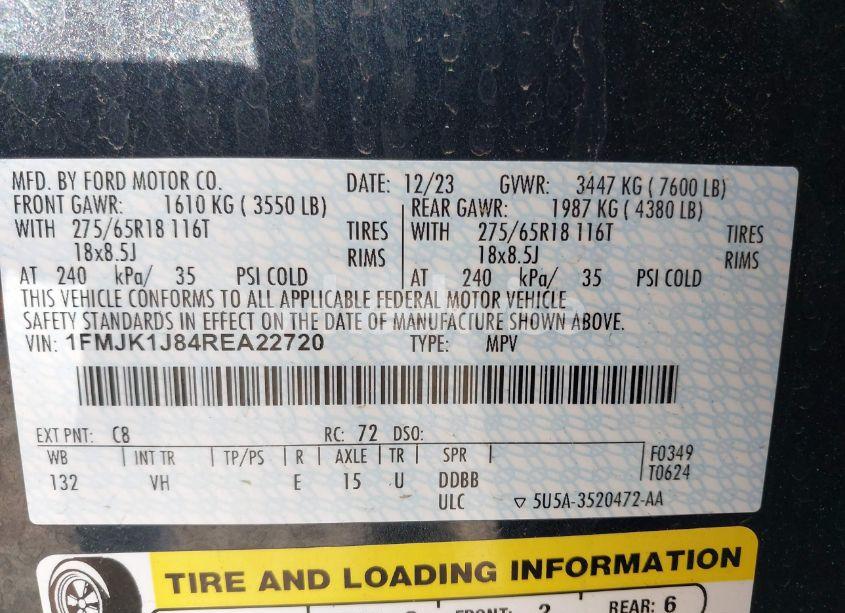 MFD. BY FORD MOTOR CO. DATE: 12/23 GVWR: 3447 KG ( 7600 LB)
FRONT GAWR: 1610 KG ( 3550 LB) REAR GAWR: 1987 KG ( 4380 LB)
WITH 275/65R18 116T TIRES WITH 275/65R18 116T TIRES
18x8.5J RIMS 18x8.5J RIMS
AT 240 kPa/ 35 PSI COLD AT 240 kPa/ 35 PSI COLD
THIS VEHICLE CONFORMS TO ALL APPLICABLE FEDERAL MOTOR VEHICLE
SAFETY STANDARDS IN EFFECT ON THE DATE OF MANUFACTURE SHOWN ABOVE.
VIN: 1FMJK1J84REA22720 TYPE: MPV
EXT PNT: C8 RC: 72 DSO:
WB INT TR TP/PS R AXLE TR SPR F0349
132 VH E 15 U DDBB T0624
ULC ▽ 5U5A-3520472-AA
TIRE AND LOADING INFORMATION
FRONT: 2 REAR: 6